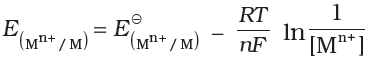 E₍Mⁿ⁺ / M₎ = E⊖₍Mⁿ⁺ / M₎ − RT/nF ln 1/[Mⁿ⁺]